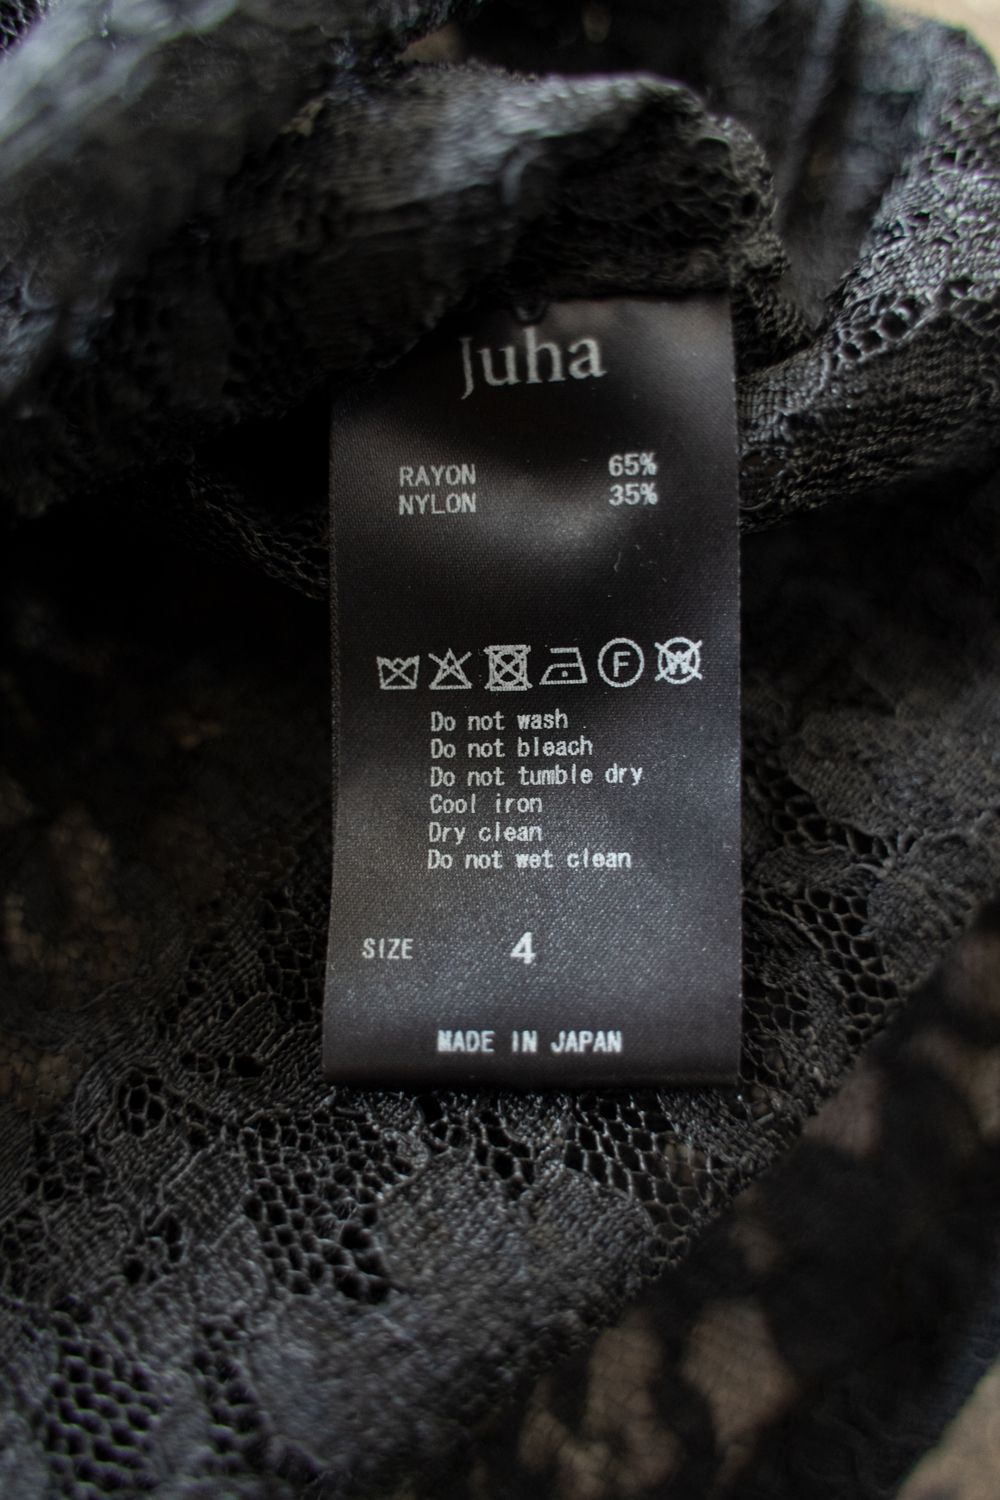 Juha
RAYON 65%
NYLON 35%
F W
Do not wash
Do not bleach
Do not tumble dry
Cool iron
Dry clean
Do not wet clean
SIZE 4
MADE IN JAPAN